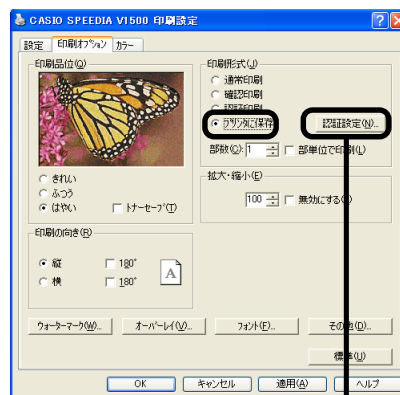 CASIO SPEEDIA V1500 印刷設定
設定 印刷ｵﾌﾟｼｮﾝ ｶﾗｰ
印刷品位(Q)
きれい
ふつう
はやい
ﾄﾅｰｾｰﾌﾞ(T)
印刷の向き(R)
縦 180°
横 180°
A
印刷形式(J)
通常印刷
確認印刷
認証印刷
ﾌﾟﾘﾝﾀに保存 認証設定(N)...
部数(C): 1 部単位で印刷(L)
拡大・縮小(E)
100 無効にする
ｳｫｰﾀｰﾏｰｸ(W)... ｵｰﾊﾞｰﾚｲ(V)... ﾌｫﾝﾄ(F)... その他(D)...
標準(U)
OK ｷｬﾝｾﾙ 適用(A) ﾍﾙﾌﾟ